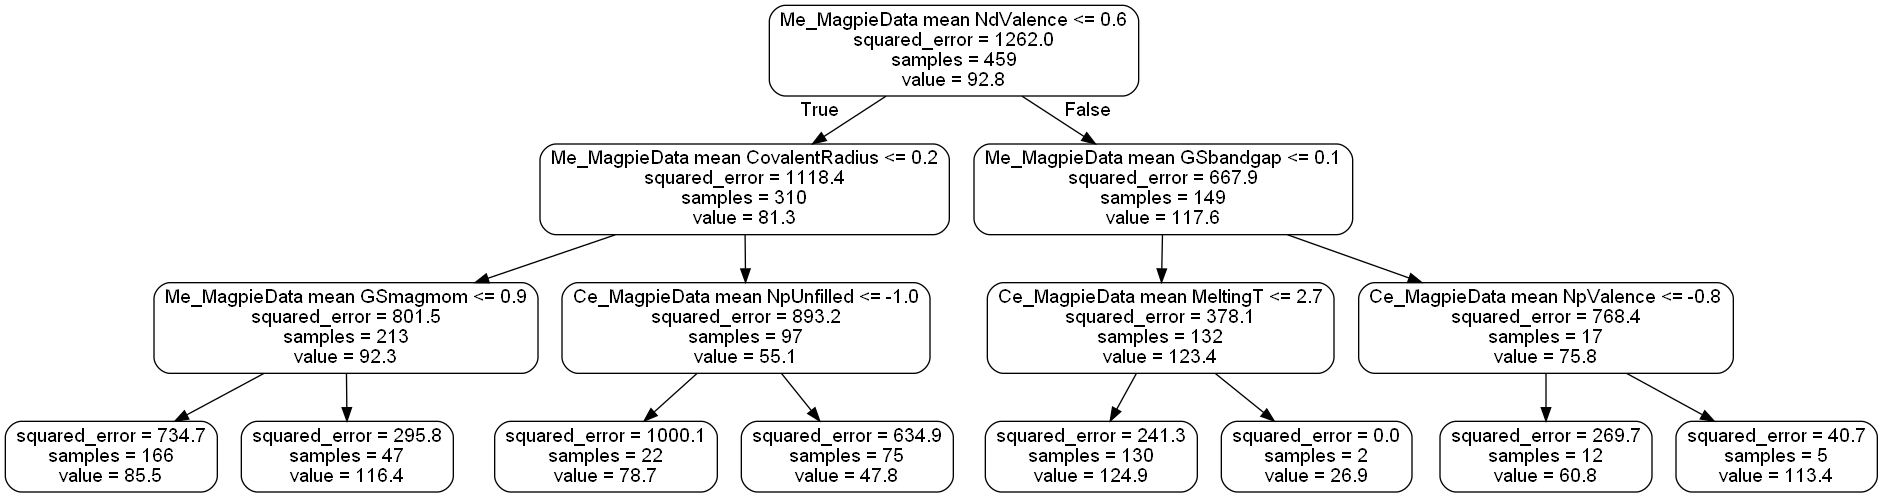 Me_MagpieData mean NdValence <= 0.6
squared_error = 1262.0
samples = 459
value = 92.8
True
False
Me_MagpieData mean CovalentRadius <= 0.2
squared_error = 1118.4
samples = 310
value = 81.3
Me_MagpieData mean GSbandgap <= 0.1
squared_error = 667.9
samples = 149
value = 117.6
Me_MagpieData mean GSmagmom <= 0.9
squared_error = 801.5
samples = 213
value = 92.3
Ce_MagpieData mean NpUnfilled <= -1.0
squared_error = 893.2
samples = 97
value = 55.1
Ce_MagpieData mean MeltingT <= 2.7
squared_error = 378.1
samples = 132
value = 123.4
Ce_MagpieData mean NpValence <= -0.8
squared_error = 768.4
samples = 17
value = 75.8
squared_error = 734.7
samples = 166
value = 85.5
squared_error = 295.8
samples = 47
value = 116.4
squared_error = 1000.1
samples = 22
value = 78.7
squared_error = 634.9
samples = 75
value = 47.8
squared_error = 241.3
samples = 130
value = 124.9
squared_error = 0.0
samples = 2
value = 26.9
squared_error = 269.7
samples = 12
value = 60.8
squared_error = 40.7
samples = 5
value = 113.4